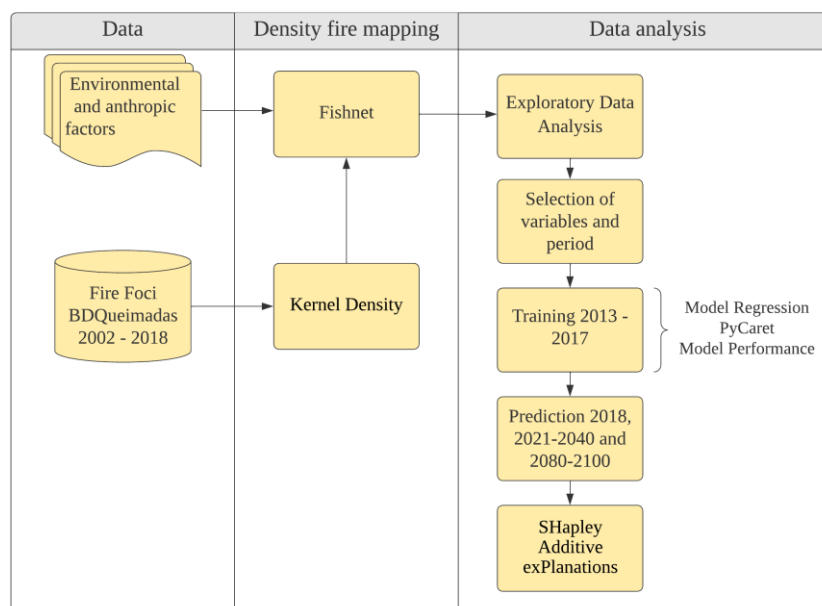 Data
Density fire mapping
Data analysis
Environmental
and anthropic
factors
Fishnet
Exploratory Data
Analysis
Selection of
variables and
period
Fire Foci
BDQueimadas
2002 - 2018
Kernel Density
Training 2013 -
2017
Model Regression
PyCaret
Model Performance
Prediction 2018,
2021-2040 and
2080-2100
SHapley
Additive
exPlanations